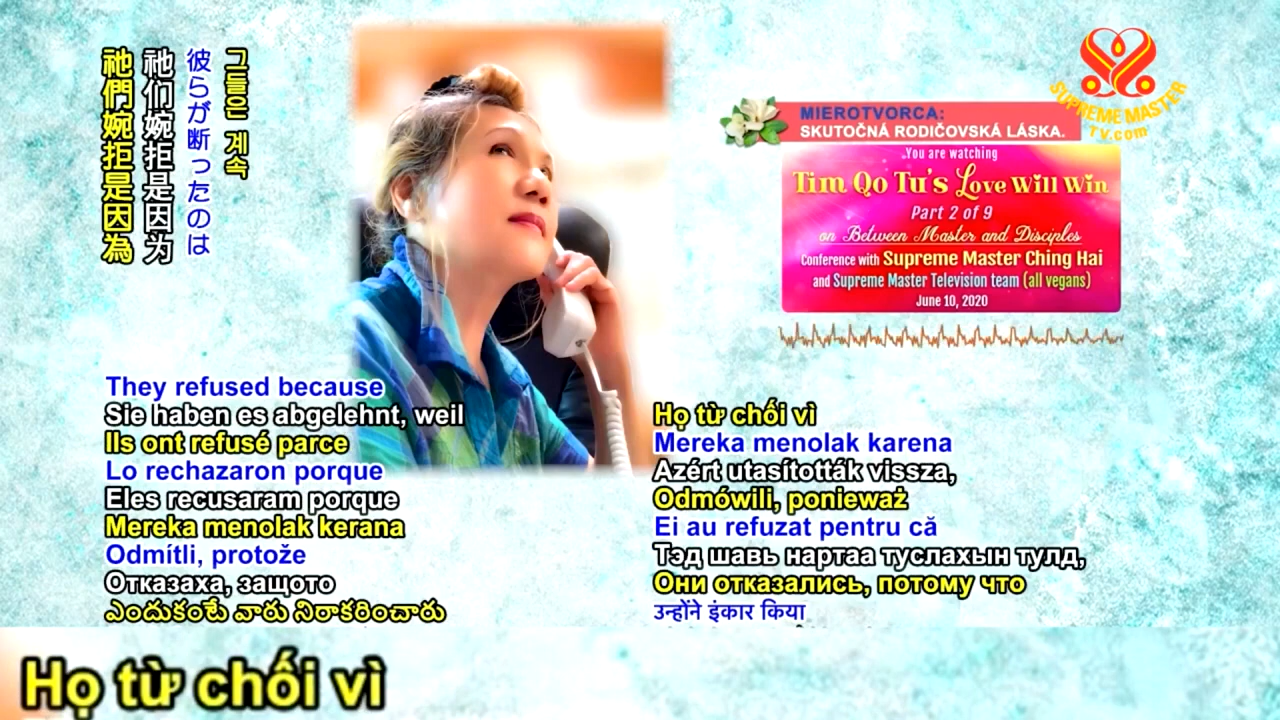 祂們婉拒是因為
祂们婉拒是因为
彼らが断ったのは
그들은 계속
SUPREME MASTER
TV.com
MIEROTVORCA:
SKUTOČNÁ RODIČOVSKÁ LÁSKA.
You are watching
Tim Qo Tu's Love Will Win
Part 2 of 9
on Between Master and Disciples
Conference with Supreme Master Ching Hai
and Supreme Master Television team (all vegans)
June 10, 2020
They refused because
Sie haben es abgelehnt, weil
Ils ont refusé parce
Lo rechazaron porque
Eles recusaram porque
Mereka menolak kerana
Odmítli, protože
Отказаха, защото
ఎందుకంటే వారు నిరాకరించారు
Họ từ chối vì
Mereka menolak karena
Azért utasították vissza,
Odmówili, ponieważ
Ei au refuzat pentru că
Тэд шавь нартаа туслахын тулд,
Они отказались, потому что
उन्होंने इंकार किया
Họ từ chối vì